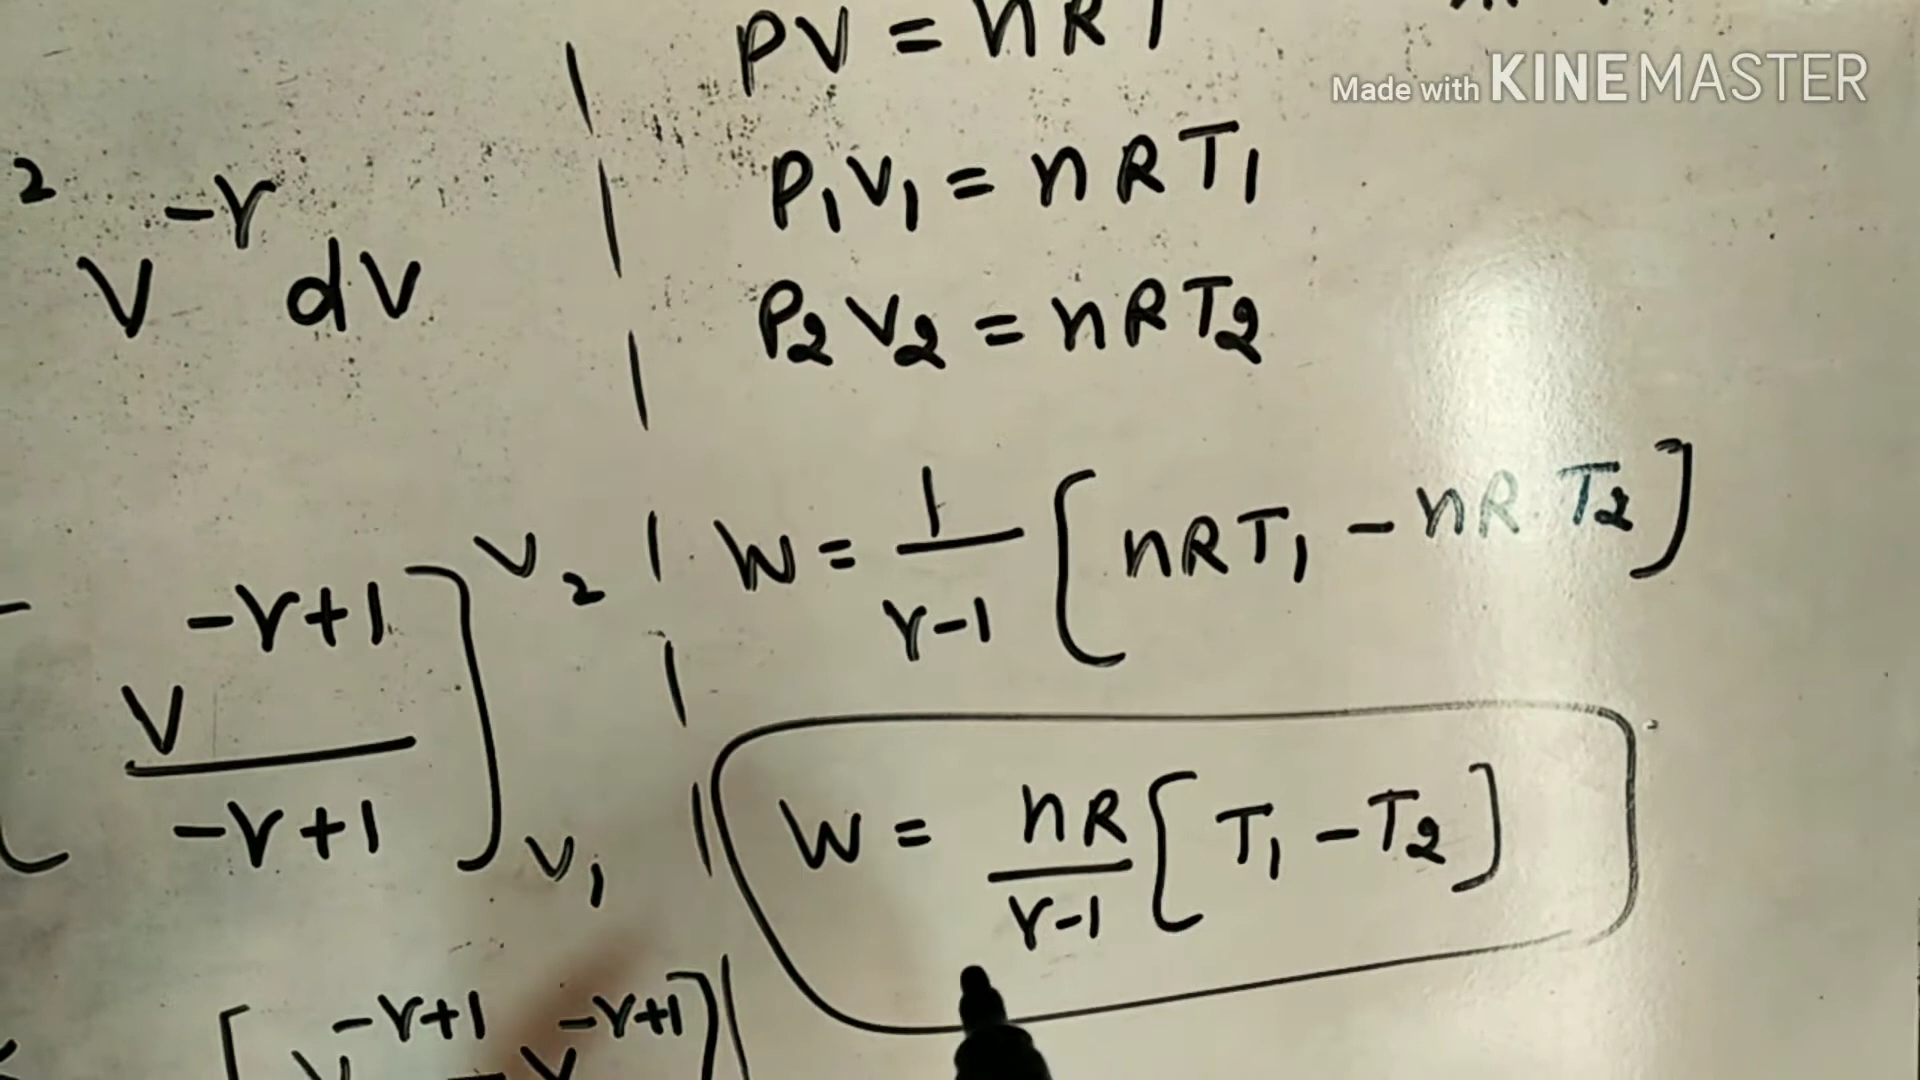 PV = nRT
Made with KINEMASTER
P₁V₁ = nRT₁
P₂V₂ = nRT₂
2
V^-γ dV
W = 1/γ-1 [nRT₁ - nRT₂]
[V^-γ+1/-γ+1]V₂ V₁
W = nR/γ-1 [T₁ - T₂]
[V^-γ+1 - V^-γ+1]